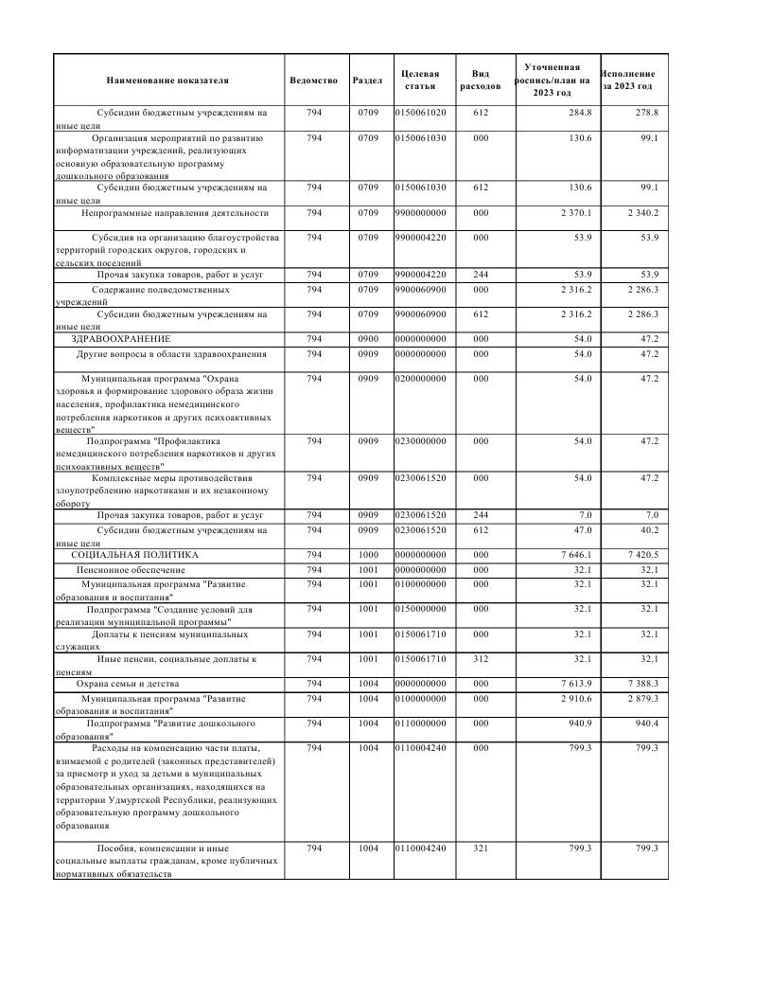 Наименование показателя Ведомство Раздел Целевая статья Вид расходов Уточненная роспись/план на 2023 год Исполнение за 2023 год
Субсидии бюджетным учреждениям на 794 0709 0150061020 612 284.8 278.8
иные цели
Организация мероприятий по развитию 794 0709 0150061030 000 130.6 99.1
информатизации учреждений, реализующих
основную образовательную программу
дошкольного образования
Субсидии бюджетным учреждениям на 794 0709 0150061030 612 130.6 99.1
иные цели
Непрограммные направления деятельности 794 0709 9900000000 000 2 370.1 2 340.2
Субсидия на организацию благоустройства 794 0709 9900004220 000 53.9 53.9
территорий городских округов, городских и
сельских поселений
Прочая закупка товаров, работ и услуг 794 0709 9900004220 244 53.9 53.9
Содержание подведомственных 794 0709 9900060900 000 2 316.2 2 286.3
учреждений
Субсидии бюджетным учреждениям на 794 0709 9900060900 612 2 316.2 2 286.3
иные цели
ЗДРАВООХРАНЕНИЕ 794 0900 0000000000 000 54.0 47.2
Другие вопросы в области здравоохранения 794 0909 0000000000 000 54.0 47.2
Муниципальная программа "Охрана 794 0909 0200000000 000 54.0 47.2
здоровья и формирование здорового образа жизни
населения, профилактика немедицинского
потребления наркотиков и других психоактивных
веществ"
Подпрограмма "Профилактика 794 0909 0230000000 000 54.0 47.2
немедицинского потребления наркотиков и других
психоактивных веществ"
Комплексные меры противодействия 794 0909 0230061520 000 54.0 47.2
злоупотреблению наркотиками и их незаконному
обороту
Прочая закупка товаров, работ и услуг 794 0909 0230061520 244 7.0 7.0
Субсидии бюджетным учреждениям на 794 0909 0230061520 612 47.0 40.2
иные цели
СОЦИАЛЬНАЯ ПОЛИТИКА 794 1000 0000000000 000 7 646.1 7 420.5
Пенсионное обеспечение 794 1001 0000000000 000 32.1 32.1
Муниципальная программа "Развитие 794 1001 0100000000 000 32.1 32.1
образования и воспитания"
Подпрограмма "Создание условий для 794 1001 0150000000 000 32.1 32.1
реализации муниципальной программы"
Доплаты к пенсиям муниципальных 794 1001 0150061710 000 32.1 32.1
служащих
Иные пенсии, социальные доплаты к 794 1001 0150061710 312 32.1 32.1
пенсиям
Охрана семьи и детства 794 1004 0000000000 000 7 613.9 7 388.3
Муниципальная программа "Развитие 794 1004 0100000000 000 2 910.6 2 879.3
образования и воспитания"
Подпрограмма "Развитие дошкольного 794 1004 0110000000 000 940.9 940.4
образования"
Расходы на компенсацию части платы, 794 1004 0110004240 000 799.3 799.3
взимаемой с родителей (законных представителей)
за присмотр и уход за детьми в муниципальных
образовательных организациях, находящихся на
территории Удмуртской Республики, реализующих
образовательную программу дошкольного
образования
Пособия, компенсации и иные 794 1004 0110004240 321 799.3 799.3
социальные выплаты гражданам, кроме публичных
нормативных обязательств